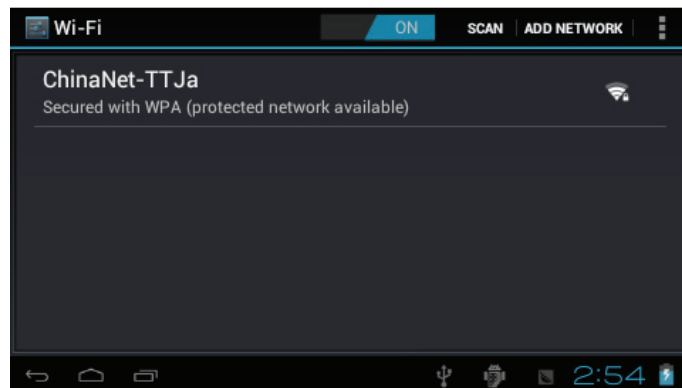 Wi-Fi ON SCAN ADD NETWORK
ChinaNet-TTJa
Secured with WPA (protected network available)
2:54